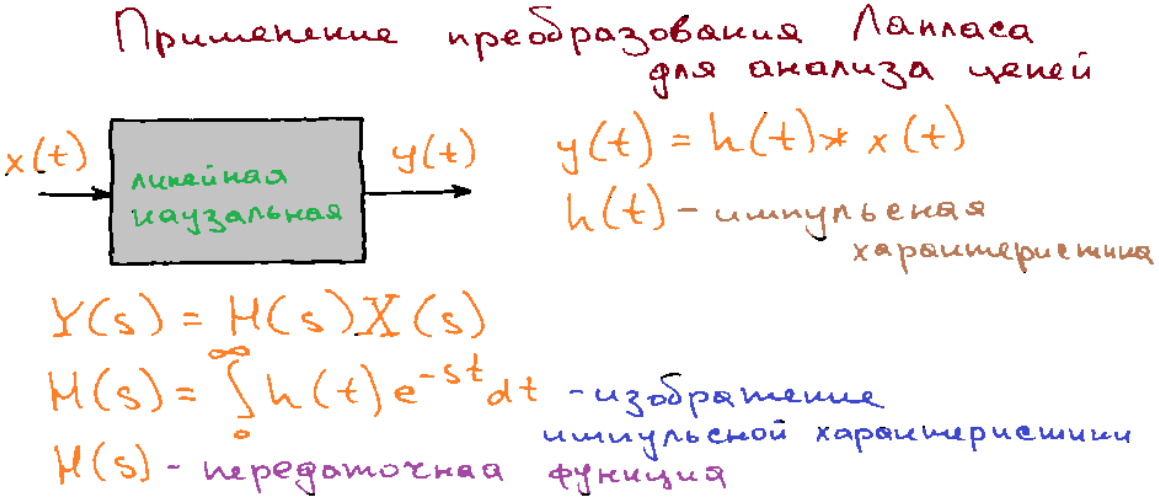 Применение преобразования Лапласа
для анализа цепей
x(t)
линейная
каузальная
y(t)
y(t) = h(t)* x(t)
h(t) - импульсная
характеристика
Y(s) = H(s)X(s)
H(s) = ∫₀^∞ h(t) e^{-st} dt - изображение
импульсной характеристики
H(s) - передаточная функция